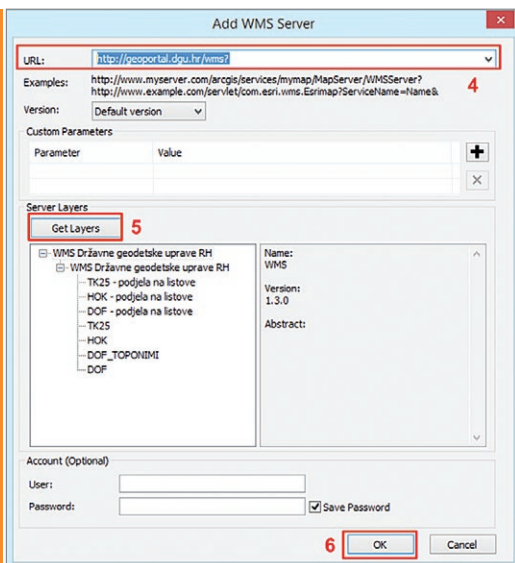 Add WMS Server
URL: http://geoportal.dgu.hr/wms?
4
Examples: http://www.myserver.com/arcgis/services/mymap/MapServer/WMSServer?
http://www.example.com/servlet/com.esri.wms.Esrimap?ServiceName=Name&
Version: Default version
Custom Parameters
Parameter Value
Server Layers
Get Layers 5
WMS Državne geodetske uprave RH
WMS Državne geodetske uprave RH
TK25 - podjela na listove
HOK - podjela na listove
DOF - podjela na listove
TK25
HOK
DOF_TOPONIMI
DOF
Name:
WMS
Version:
1.3.0
Abstract:
Account (Optional)
User:
Password: Save Password
6 OK Cancel